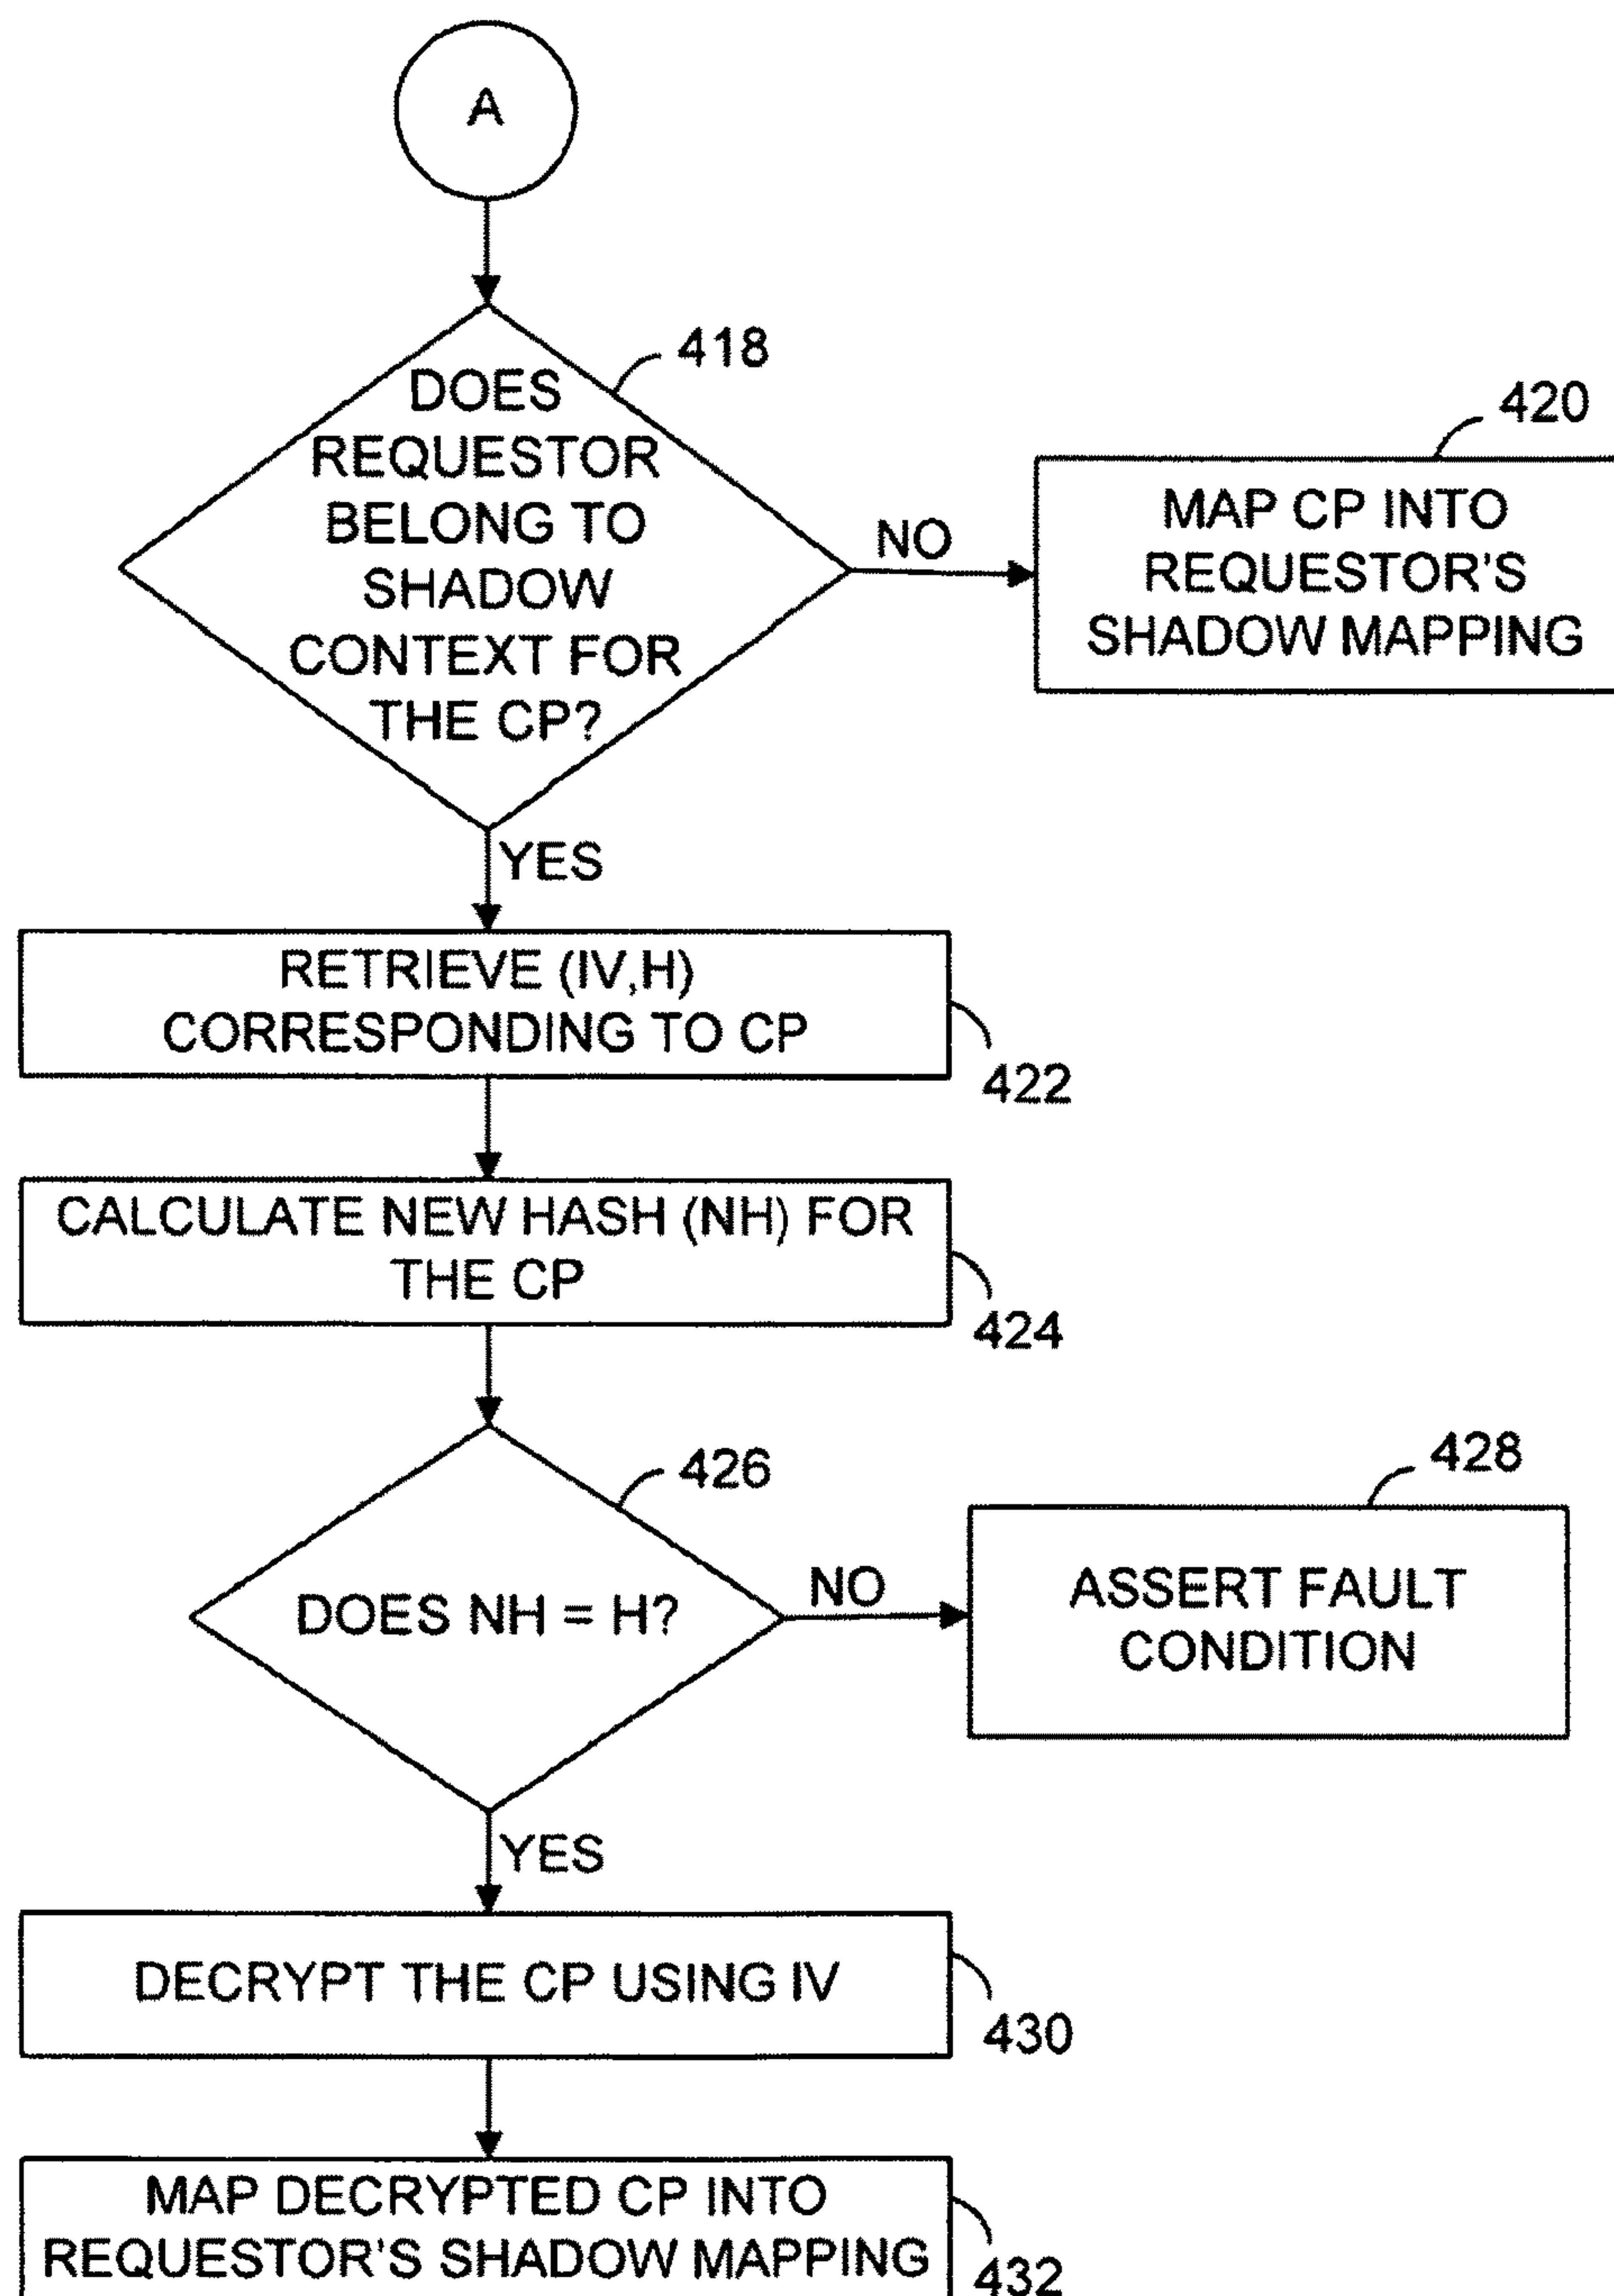 A
418
DOES
REQUESTOR
BELONG TO
SHADOW
CONTEXT FOR
THE CP?
NO
420
MAP CP INTO
REQUESTOR'S
SHADOW MAPPING
YES
RETRIEVE (IV,H)
CORRESPONDING TO CP
422
CALCULATE NEW HASH (NH) FOR
THE CP
424
426
DOES NH = H?
NO
428
ASSERT FAULT
CONDITION
YES
DECRYPT THE CP USING IV
430
MAP DECRYPTED CP INTO
REQUESTOR'S SHADOW MAPPING
432